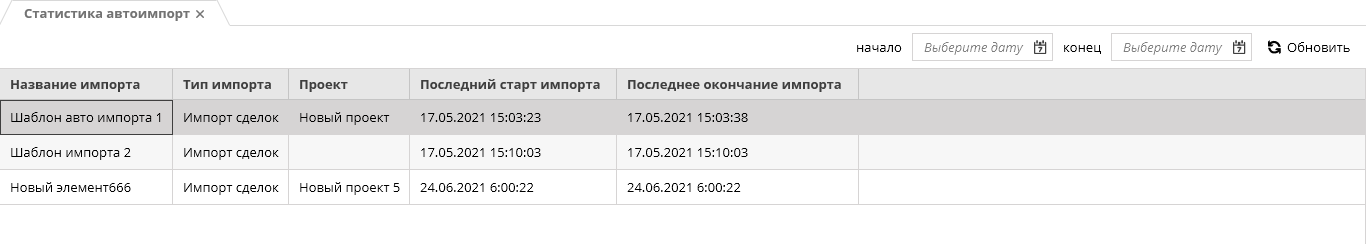 Статистика автоимпорт
начало Выберите дату конец Выберите дату Обновить
Название импорта Тип импорта Проект Последний старт импорта Последнее окончание импорта
Шаблон авто импорта 1 Импорт сделок Новый проект 17.05.2021 15:03:23 17.05.2021 15:03:38
Шаблон импорта 2 Импорт сделок 17.05.2021 15:10:03 17.05.2021 15:10:03
Новый элемент666 Импорт сделок Новый проект 5 24.06.2021 6:00:22 24.06.2021 6:00:22